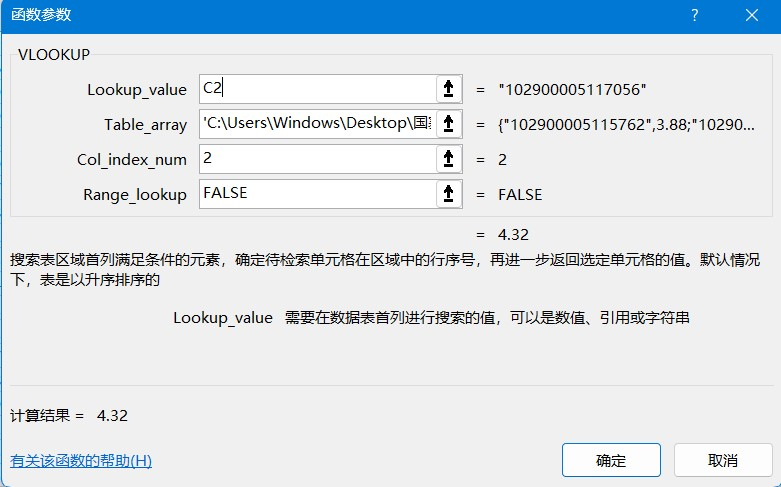 函数参数
VLOOKUP
Lookup_value C2 = "102900005117056"
Table_array 'C:\Users\Windows\Desktop\国 = {"102900005115762",3.88;"10290...
Col_index_num 2 = 2
Range_lookup FALSE = FALSE
= 4.32
搜索表区域首列满足条件的元素，确定待检索单元格在区域中的行序号，再进一步返回选定单元格的值。默认情况
下，表是以升序排序的
Lookup_value 需要在数据表首列进行搜索的值，可以是数值、引用或字符串
计算结果 = 4.32
有关该函数的帮助(H)
确定 取消